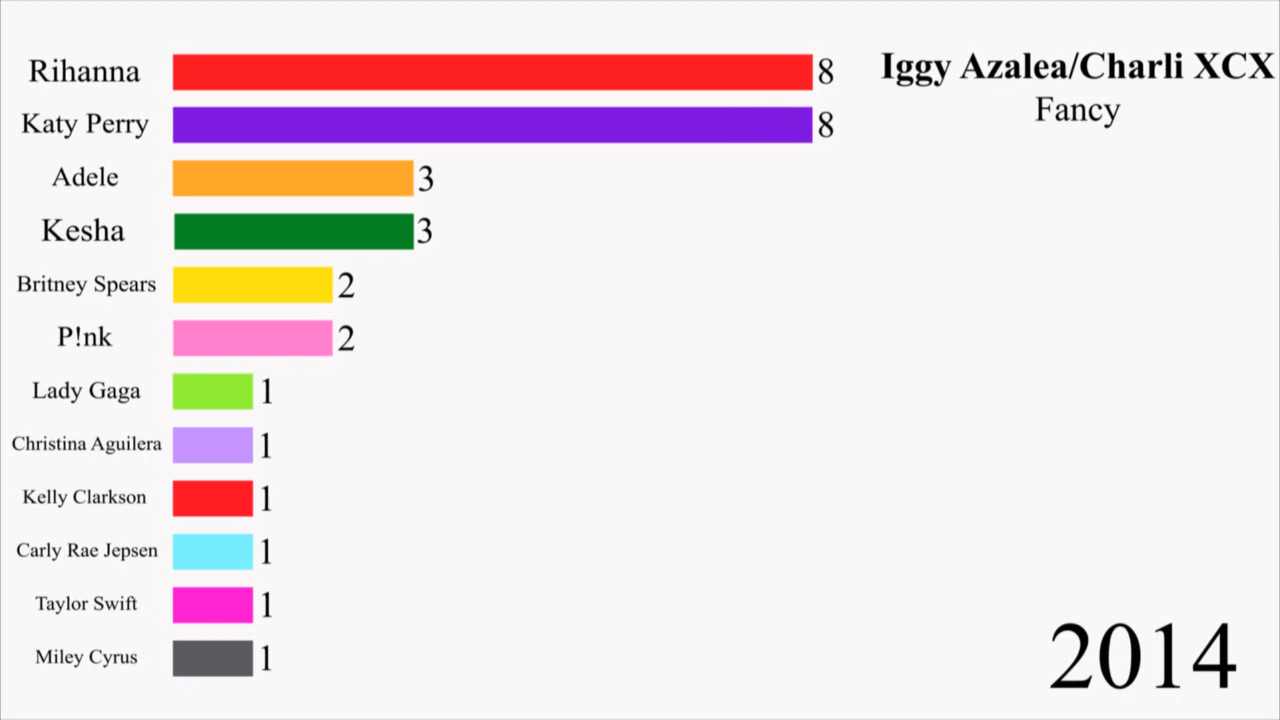 Rihanna 8
Iggy Azalea/Charli XCX
Fancy
Katy Perry 8
Adele 3
Kesha 3
Britney Spears 2
P!nk 2
Lady Gaga 1
Christina Aguilera 1
Kelly Clarkson 1
Carly Rae Jepsen 1
Taylor Swift 1
Miley Cyrus 1
2014